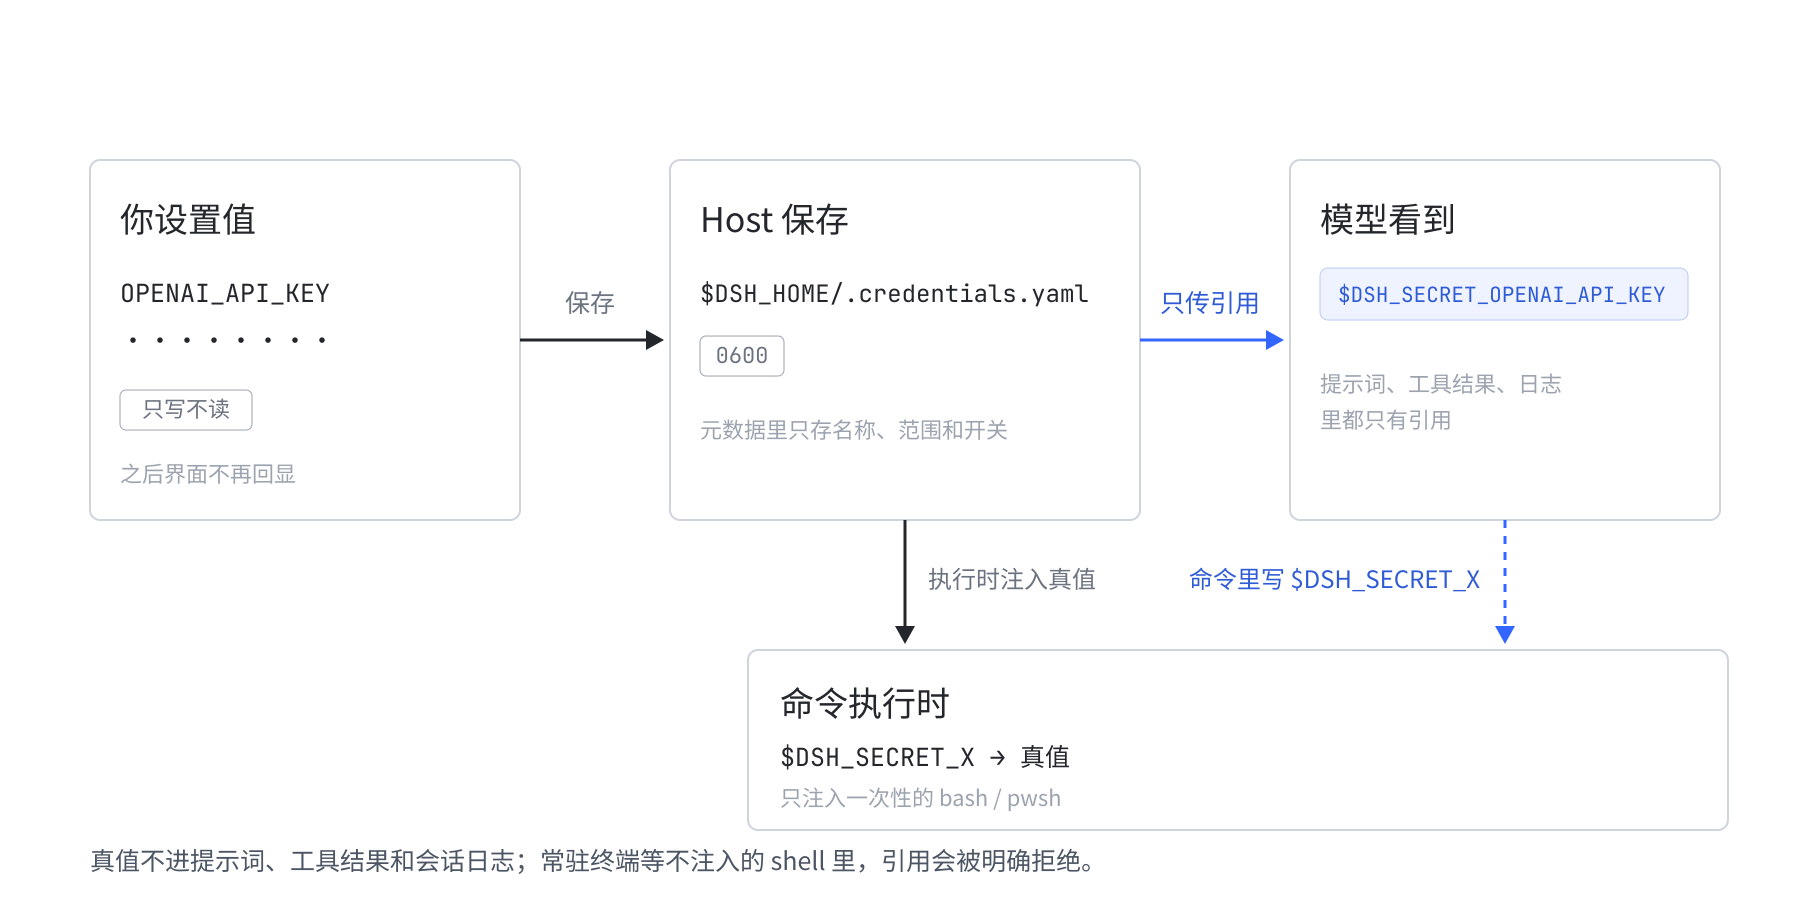 你设置值
OPENAI_API_KEY
••••••••
只写不读
之后界面不再回显
保存
Host 保存
$DSH_HOME/.credentials.yaml
0600
元数据里只存名称、范围和开关
只传引用
模型看到
$DSH_SECRET_OPENAI_API_KEY
提示词、工具结果、日志
里都只有引用
执行时注入真值
命令里写 $DSH_SECRET_X
命令执行时
$DSH_SECRET_X → 真值
只注入一次性的 bash / pwsh
真值不进提示词、工具结果和会话日志；常驻终端等不注入的 shell 里，引用会被明确拒绝。